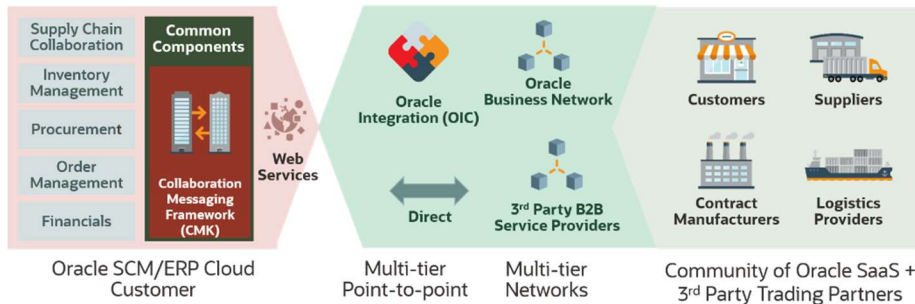 Supply Chain
Collaboration
Inventory
Management
Procurement
Order
Management
Financials
Common
Components
Collaboration
Messaging
Framework
(CMK)
Web
Services
Oracle
Integration (OIC)
Oracle
Business Network
Direct
3rd Party B2B
Service Providers
Customers
Suppliers
Contract
Manufacturers
Logistics
Providers
Oracle SCM/ERP Cloud
Customer
Multi-tier
Point-to-point
Multi-tier
Networks
Community of Oracle SaaS +
3rd Party Trading Partners